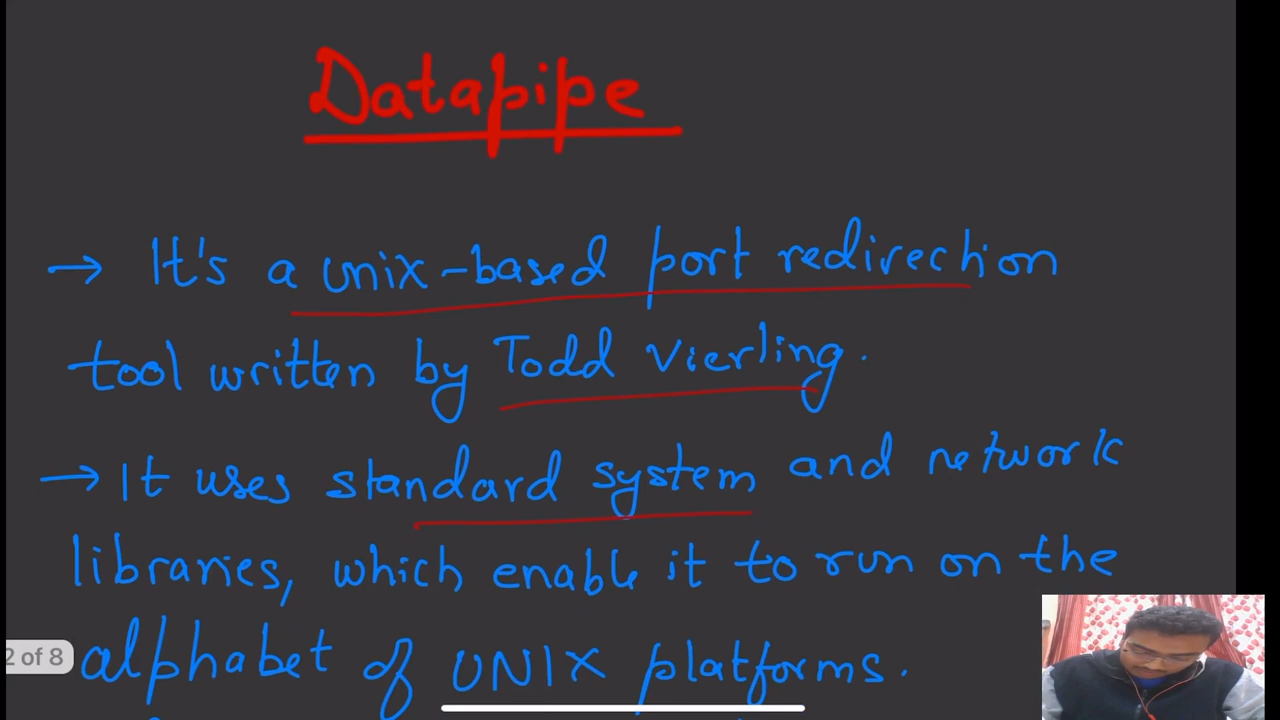 Datapipe
→ It's a unix-based port redirection
tool written by Todd Vierling.
→ It uses standard system and network
libraries, which enable it to run on the
alphabet of UNIX platforms.
2 of 8